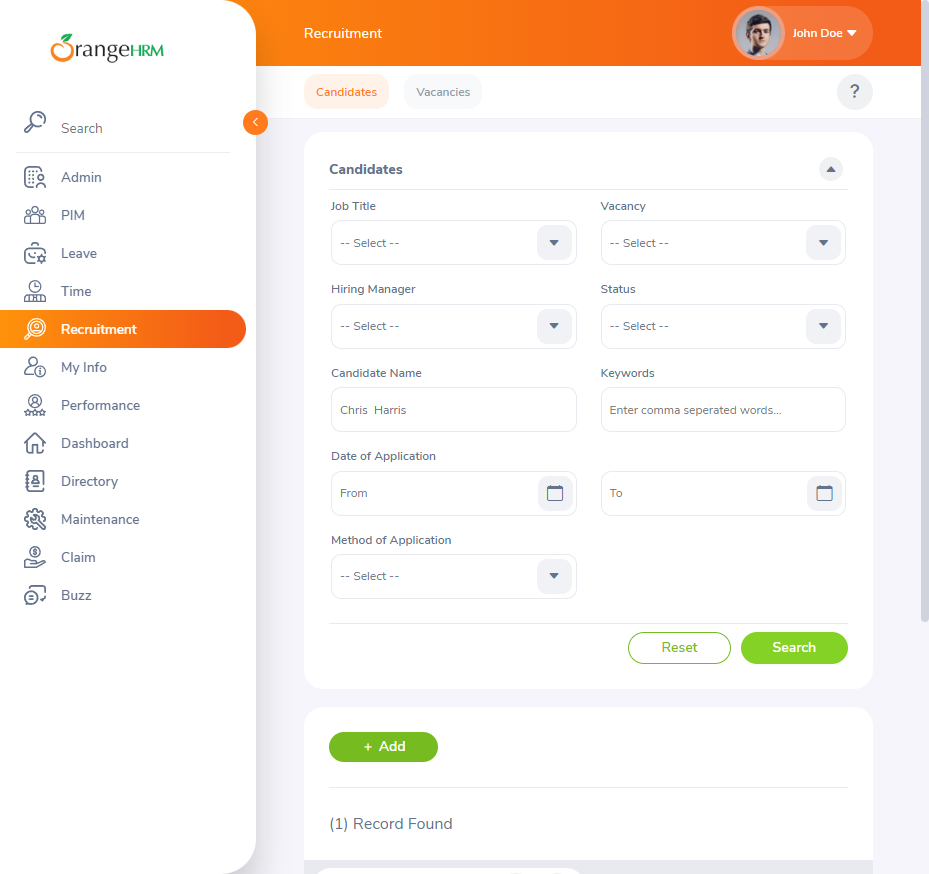 OrangeHRM
Recruitment
John Doe
Candidates
Vacancies
?
Search
Admin
PIM
Leave
Time
Recruitment
My Info
Performance
Dashboard
Directory
Maintenance
Claim
Buzz
Candidates
Job Title
Vacancy
-- Select --
-- Select --
Hiring Manager
Status
-- Select --
-- Select --
Candidate Name
Keywords
Chris  Harris
Enter comma seperated words...
Date of Application
From
To
Method of Application
-- Select --
Reset
Search
+ Add
(1) Record Found